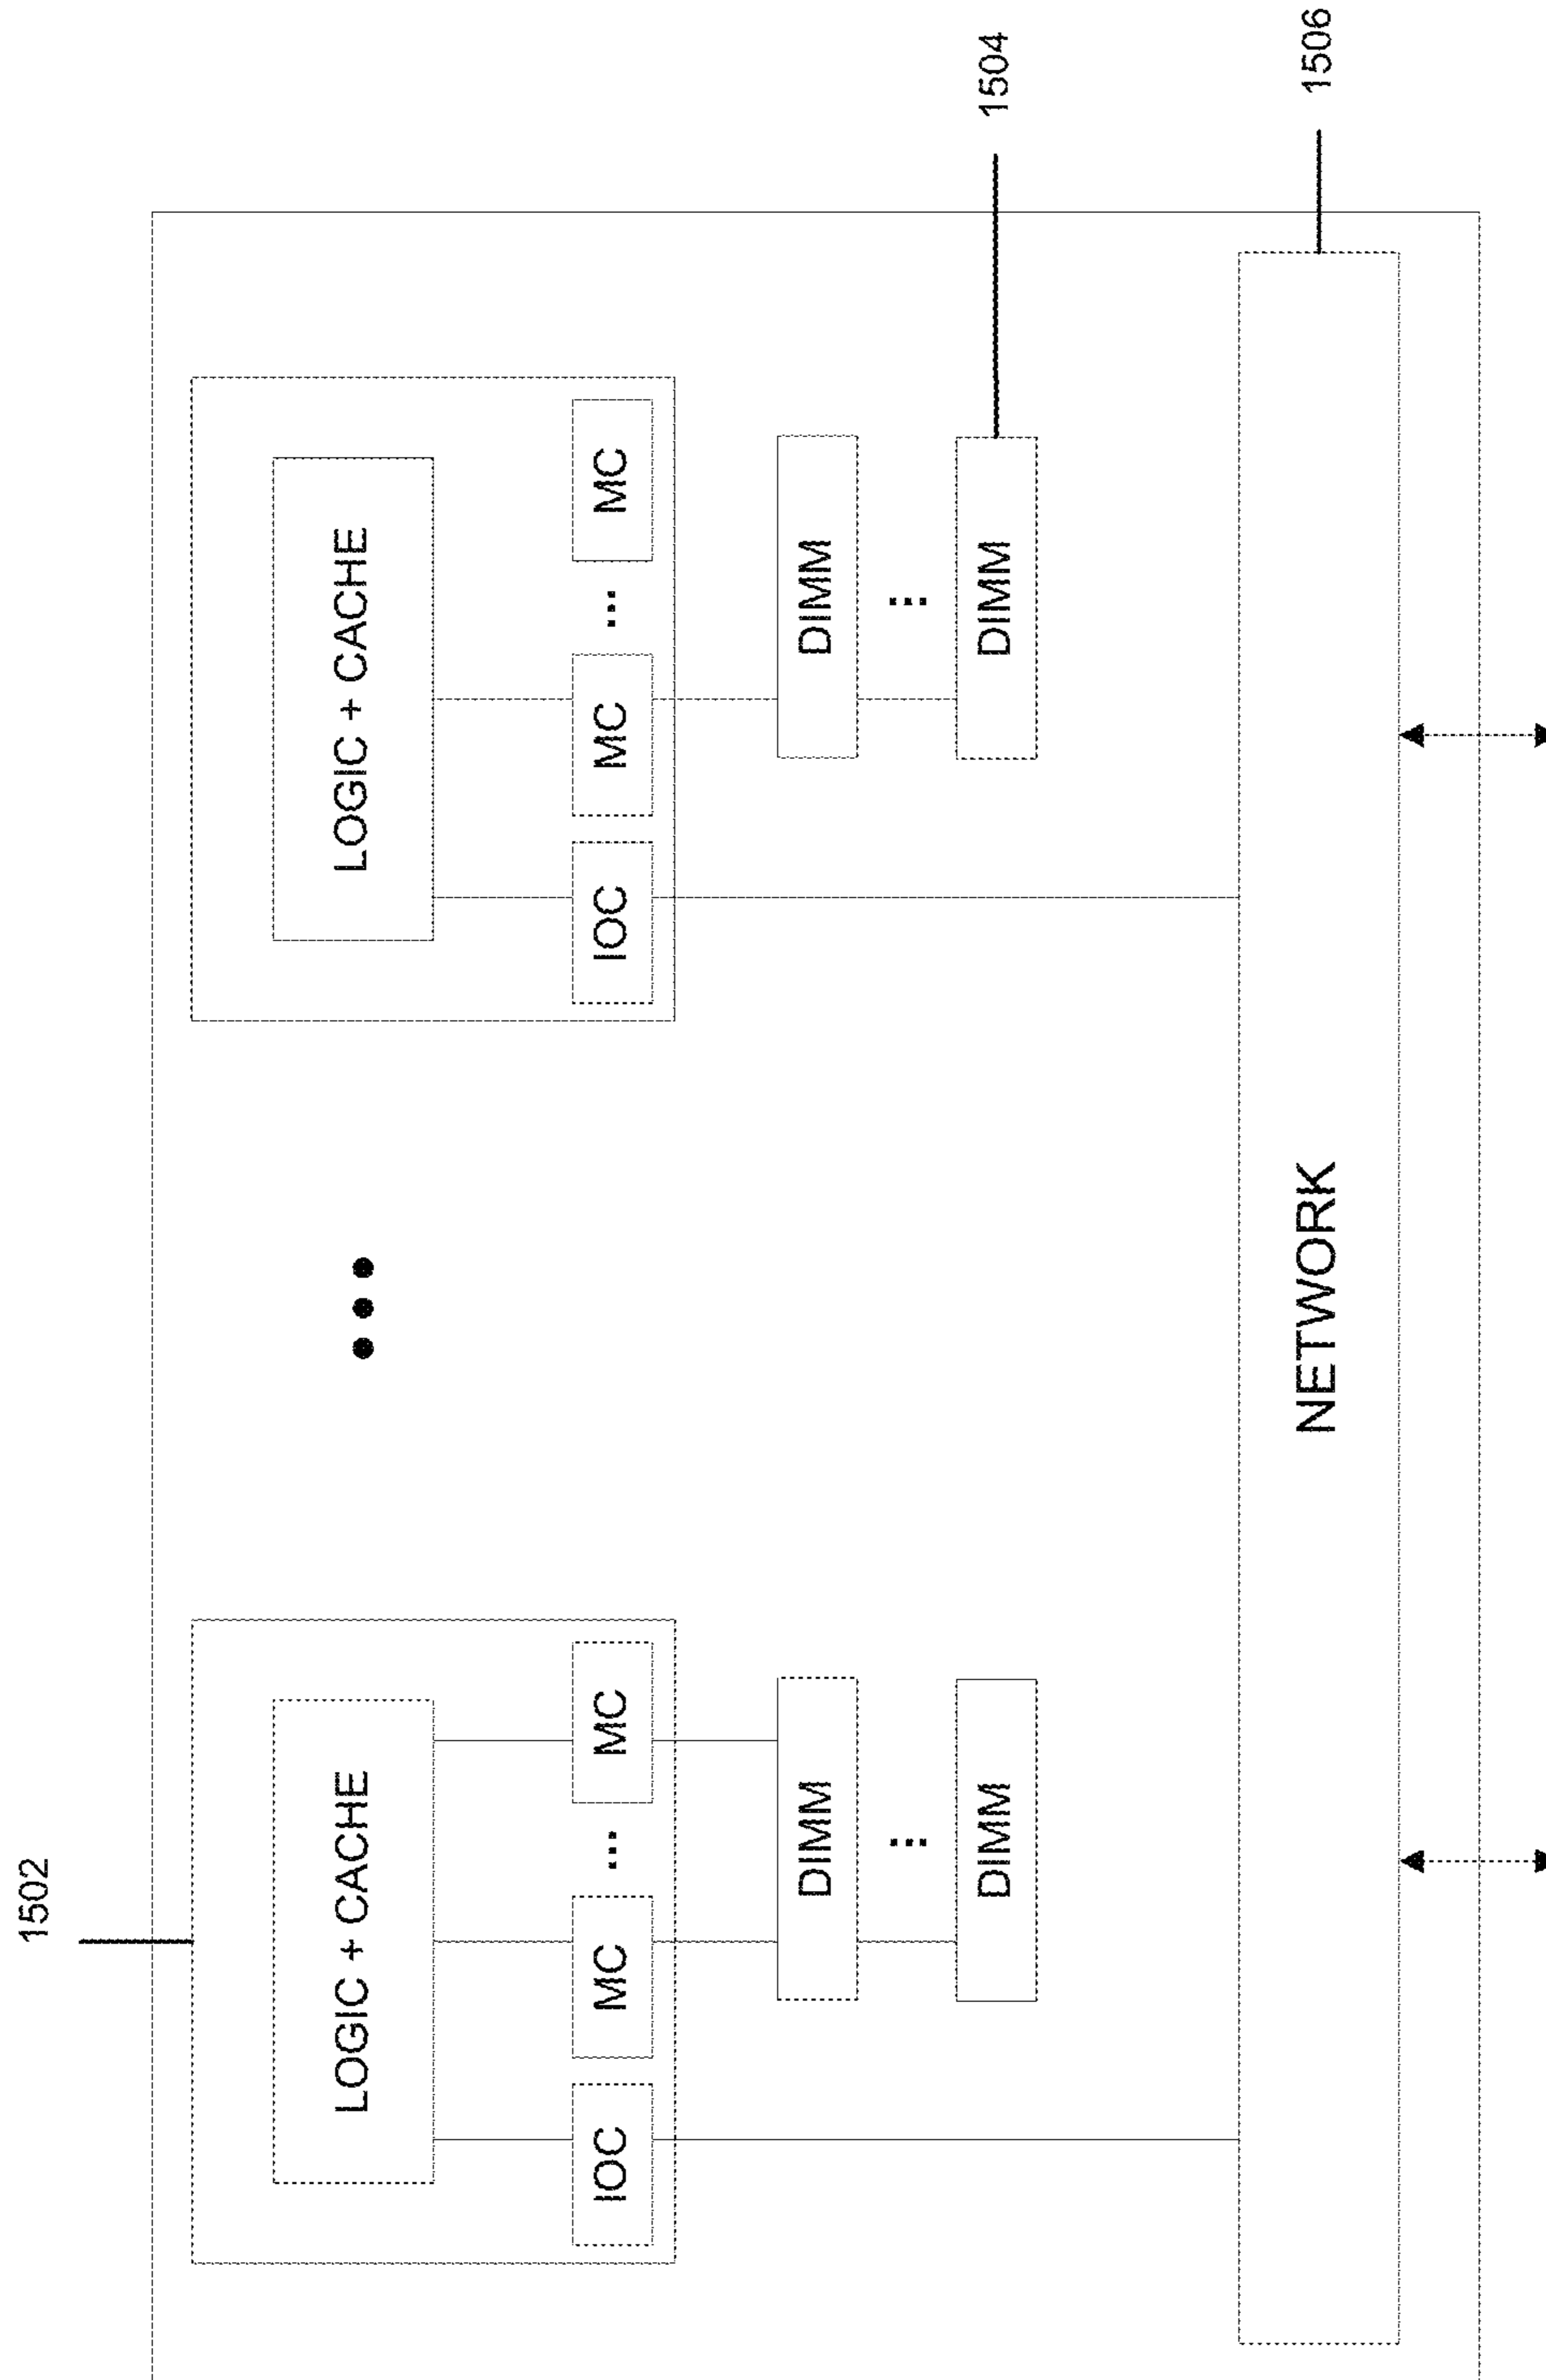 1502
LOGIC + CACHE
LOGIC + CACHE
IOC
MC
...
MC
IOC
MC
...
MC
DIMM
DIMM
...
...
DIMM
DIMM
1504
NETWORK
1506